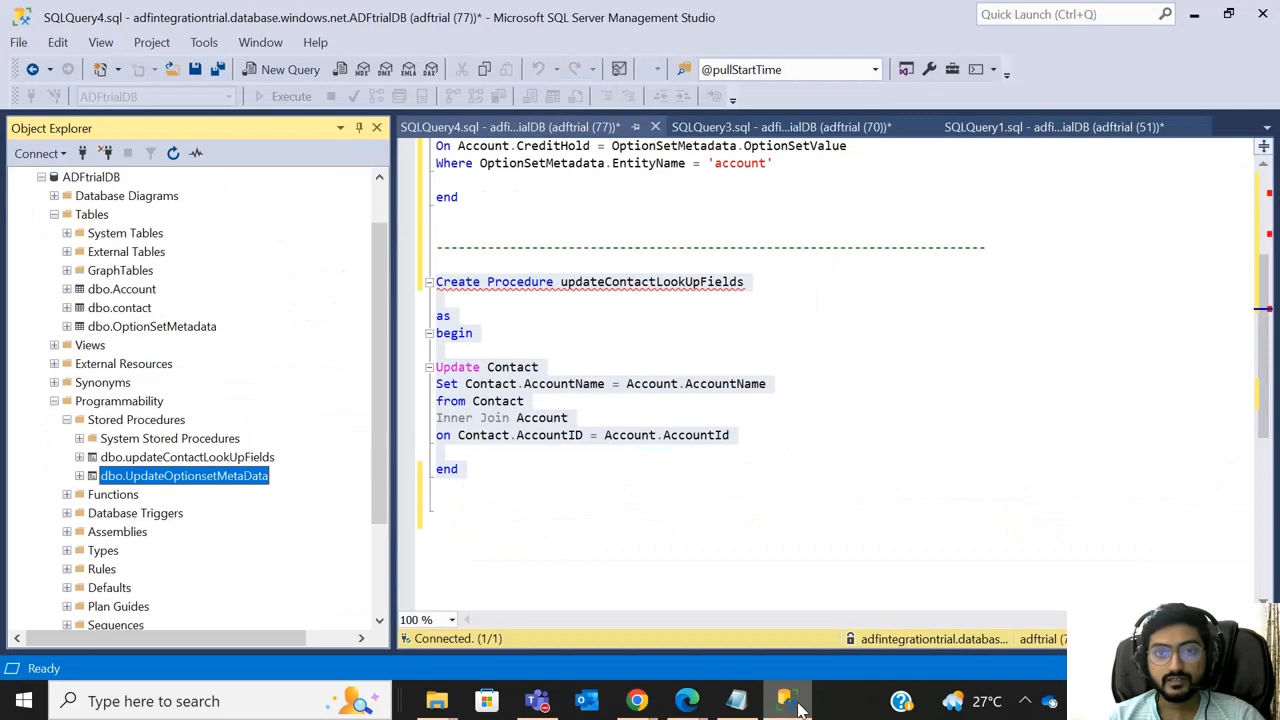 SQLQuery4.sql - adfintegrationtrial.database.windows.net.ADFtrialDB (adftrial (77))* - Microsoft SQL Server Management Studio
Quick Launch (Ctrl+Q)
File Edit View Project Tools Window Help
New Query MDX DMX XMLA DAX @pullStartTime
ADFtrialDB Execute
Object Explorer
SQLQuery4.sql - adfi...ialDB (adftrial (77))* SQLQuery3.sql - adfi...ialDB (adftrial (70))* SQLQuery1.sql - adfi...ialDB (adftrial (51))*
Connect
ADFtrialDB
Database Diagrams
Tables
System Tables
External Tables
GraphTables
dbo.Account
dbo.contact
dbo.OptionSetMetadata
Views
External Resources
Synonyms
Programmability
Stored Procedures
System Stored Procedures
dbo.updateContactLookUpFields
dbo.UpdateOptionsetMetaData
Functions
Database Triggers
Assemblies
Types
Rules
Defaults
Plan Guides
Sequences
On Account.CreditHold = OptionSetMetadata.OptionSetValue
Where OptionSetMetadata.EntityName = 'account'
end
---------------------------------------------------------------------------
Create Procedure updateContactLookUpFields
as
begin
Update Contact
Set Contact.AccountName = Account.AccountName
from Contact
Inner Join Account
on Contact.AccountID = Account.AccountId
end
100 %
Connected. (1/1) adfintegrationtrial.databas... adftrial (7
Ready
Type here to search 27°C